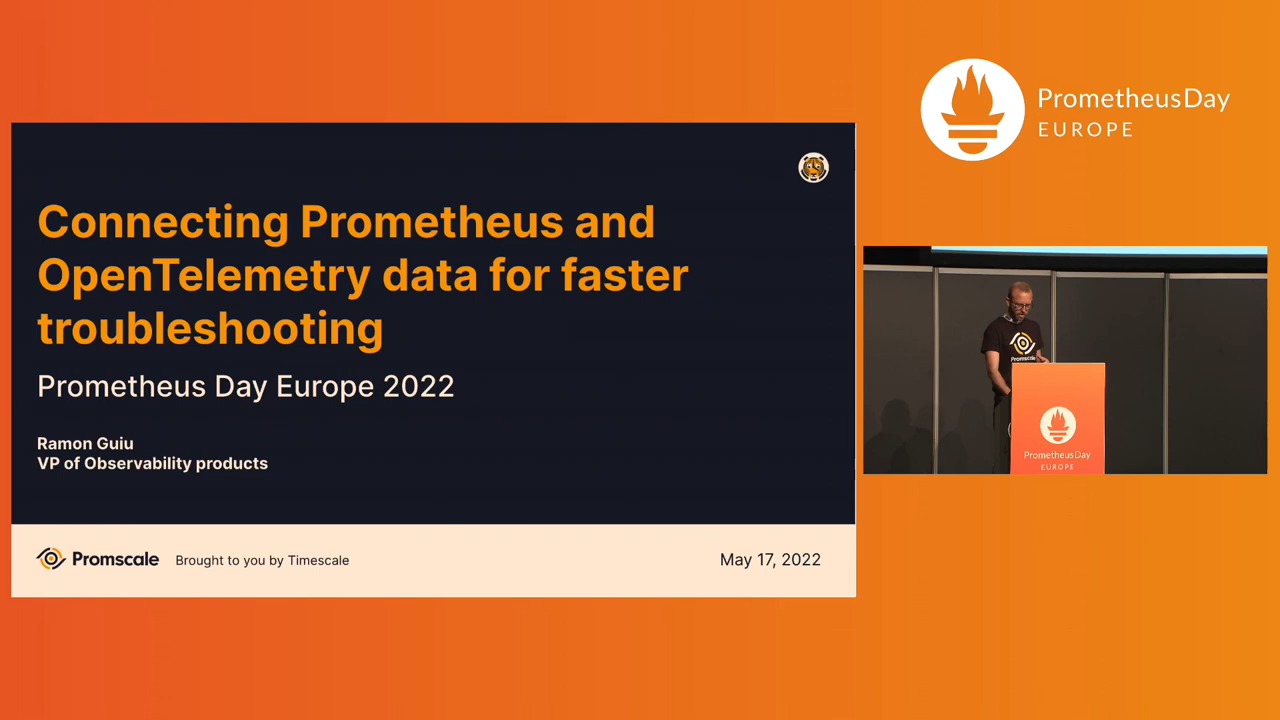 PrometheusDay
EUROPE
Connecting Prometheus and
OpenTelemetry data for faster
troubleshooting
Prometheus Day Europe 2022
Ramon Guiu
VP of Observability products
Promscale
Brought to you by Timescale
May 17, 2022
Promscale
PrometheusDay
EUROPE